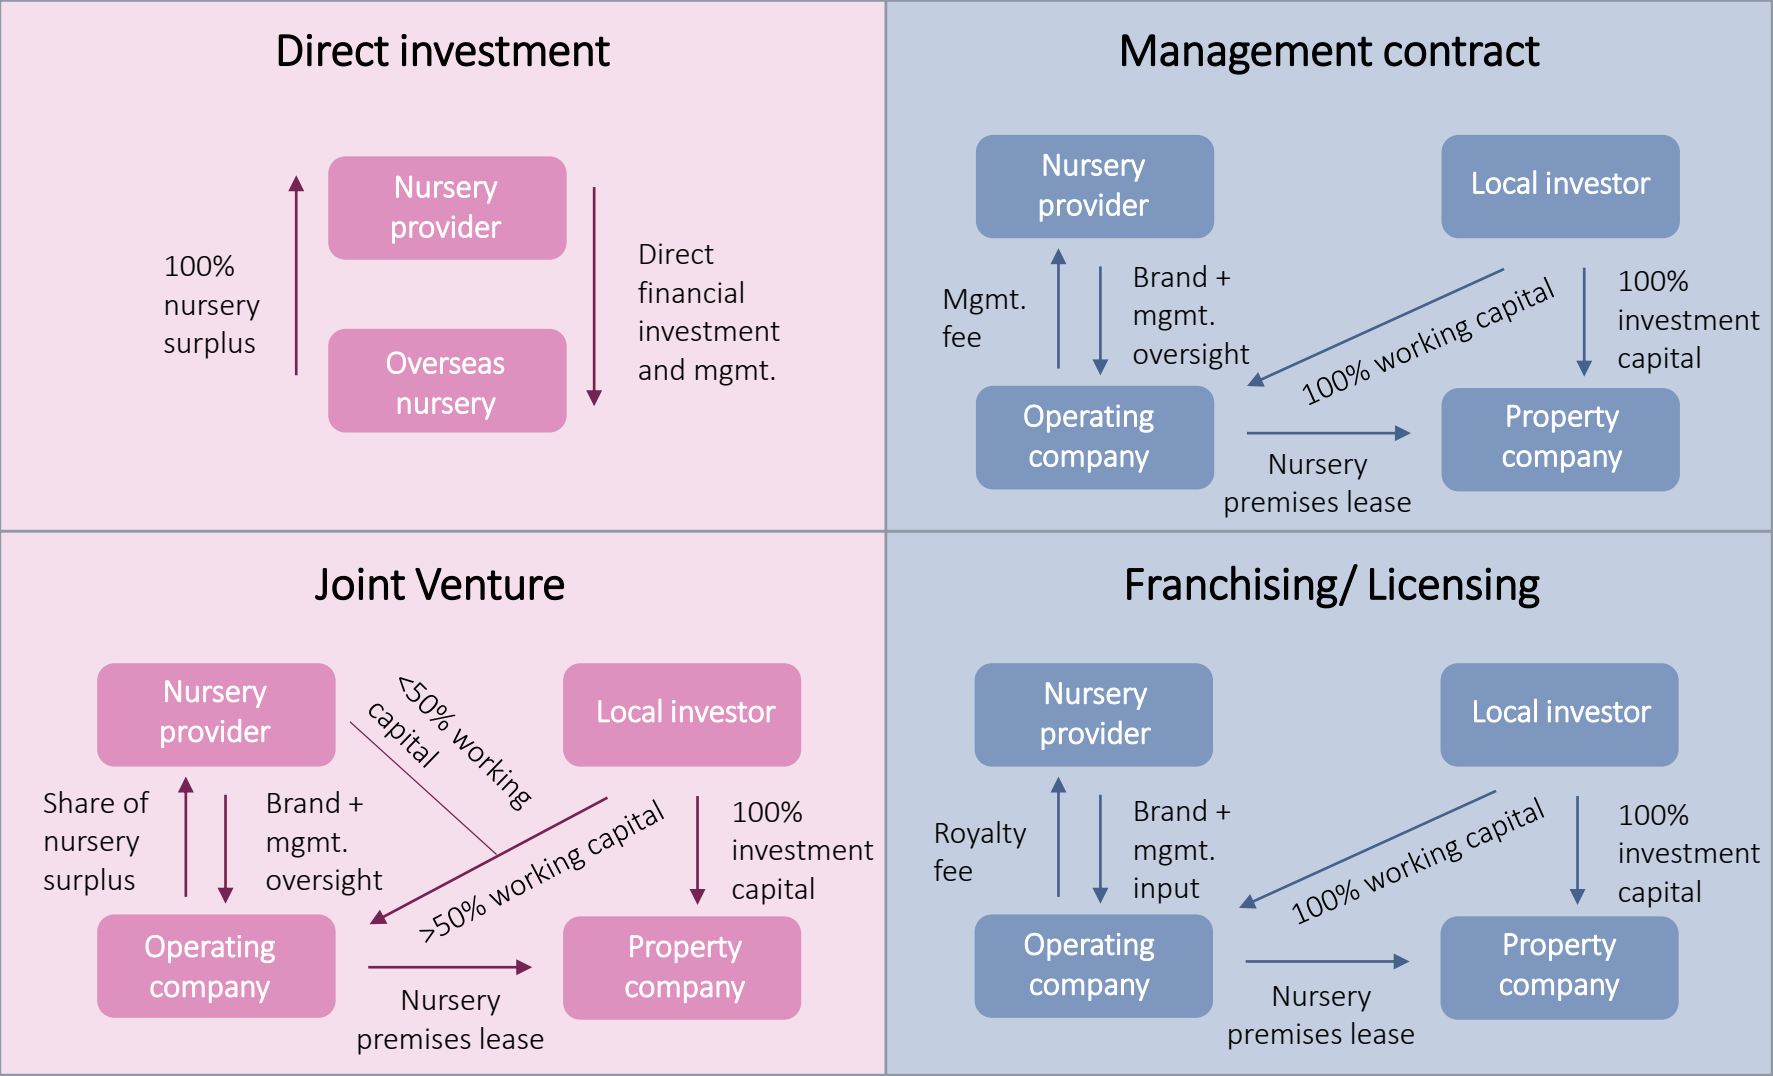 Direct investment
Nursery
provider
100%
nursery
surplus
Direct
financial
investment
and mgmt.
Overseas
nursery
Management contract
Nursery
provider
Local investor
Mgmt.
fee
Brand +
mgmt.
oversight
100% working capital
100%
investment
capital
Operating
company
Property
company
Nursery
premises lease
Joint Venture
Nursery
provider
<50% working
capital
Local investor
Share of
nursery
surplus
Brand +
mgmt.
oversight
>50% working capital
100%
investment
capital
Operating
company
Property
company
Nursery
premises lease
Franchising/ Licensing
Nursery
provider
Local investor
Royalty
fee
Brand +
mgmt.
input
100% working capital
100%
investment
capital
Operating
company
Property
company
Nursery
premises lease